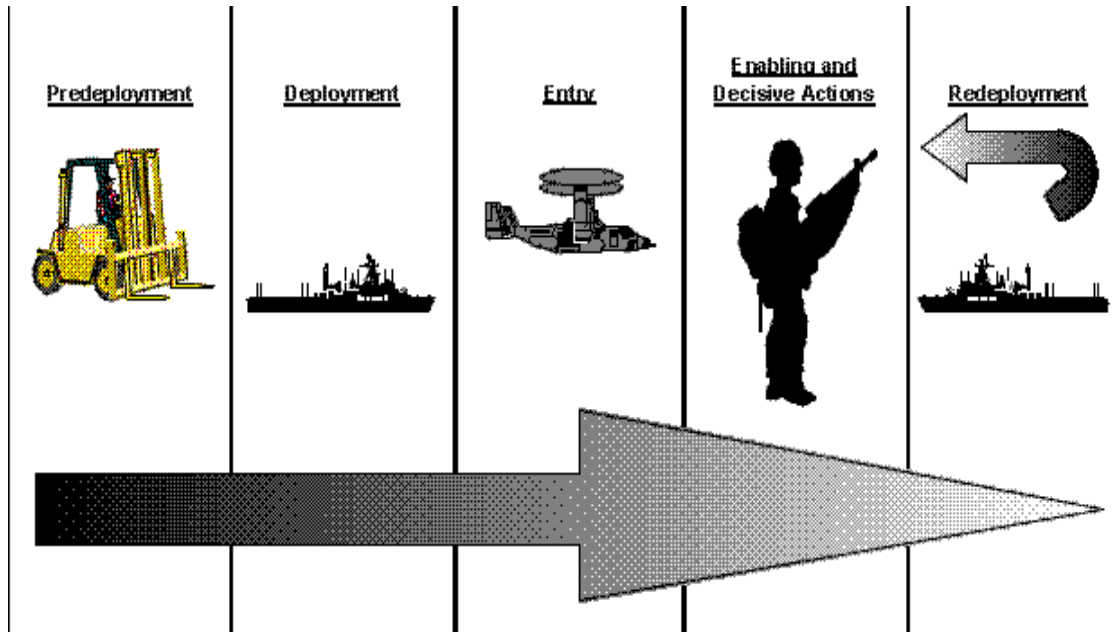 Predeployment
Deployment
Entry
Enabling and
Decisive Actions
Redeployment